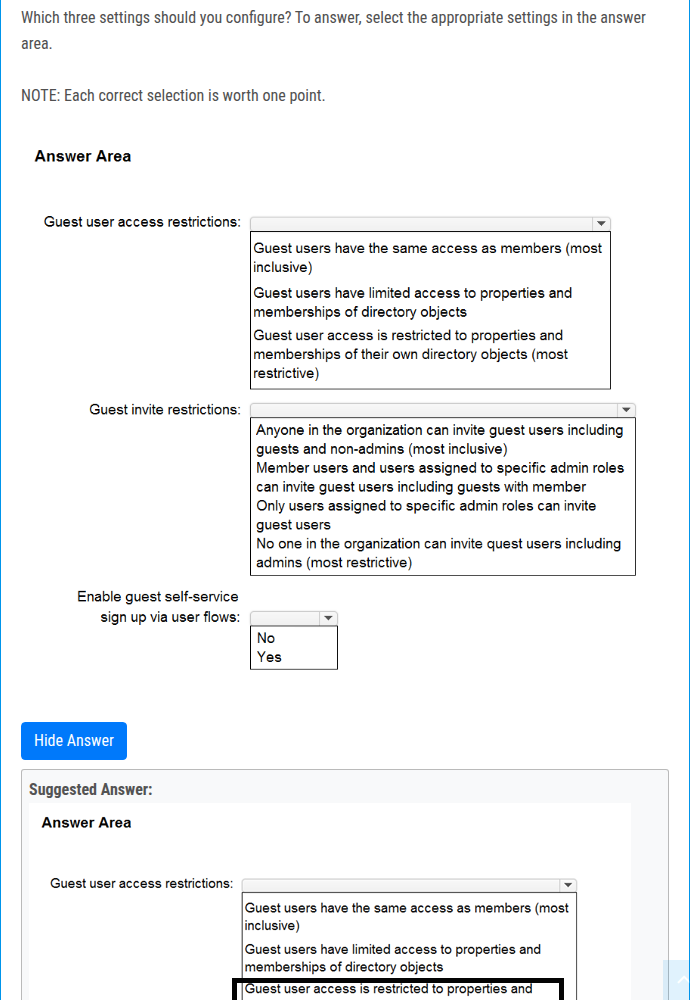 Which three settings should you configure? To answer, select the appropriate settings in the answer
area.
NOTE: Each correct selection is worth one point.
Answer Area
Guest user access restrictions:
Guest users have the same access as members (most
inclusive)
Guest users have limited access to properties and
memberships of directory objects
Guest user access is restricted to properties and
memberships of their own directory objects (most
restrictive)
Guest invite restrictions:
Anyone in the organization can invite guest users including
guests and non-admins (most inclusive)
Member users and users assigned to specific admin roles
can invite guest users including guests with member
Only users assigned to specific admin roles can invite
guest users
No one in the organization can invite quest users including
admins (most restrictive)
Enable guest self-service
sign up via user flows:
No
Yes
Hide Answer
Suggested Answer:
Answer Area
Guest user access restrictions:
Guest users have the same access as members (most
inclusive)
Guest users have limited access to properties and
memberships of directory objects
Guest user access is restricted to properties and